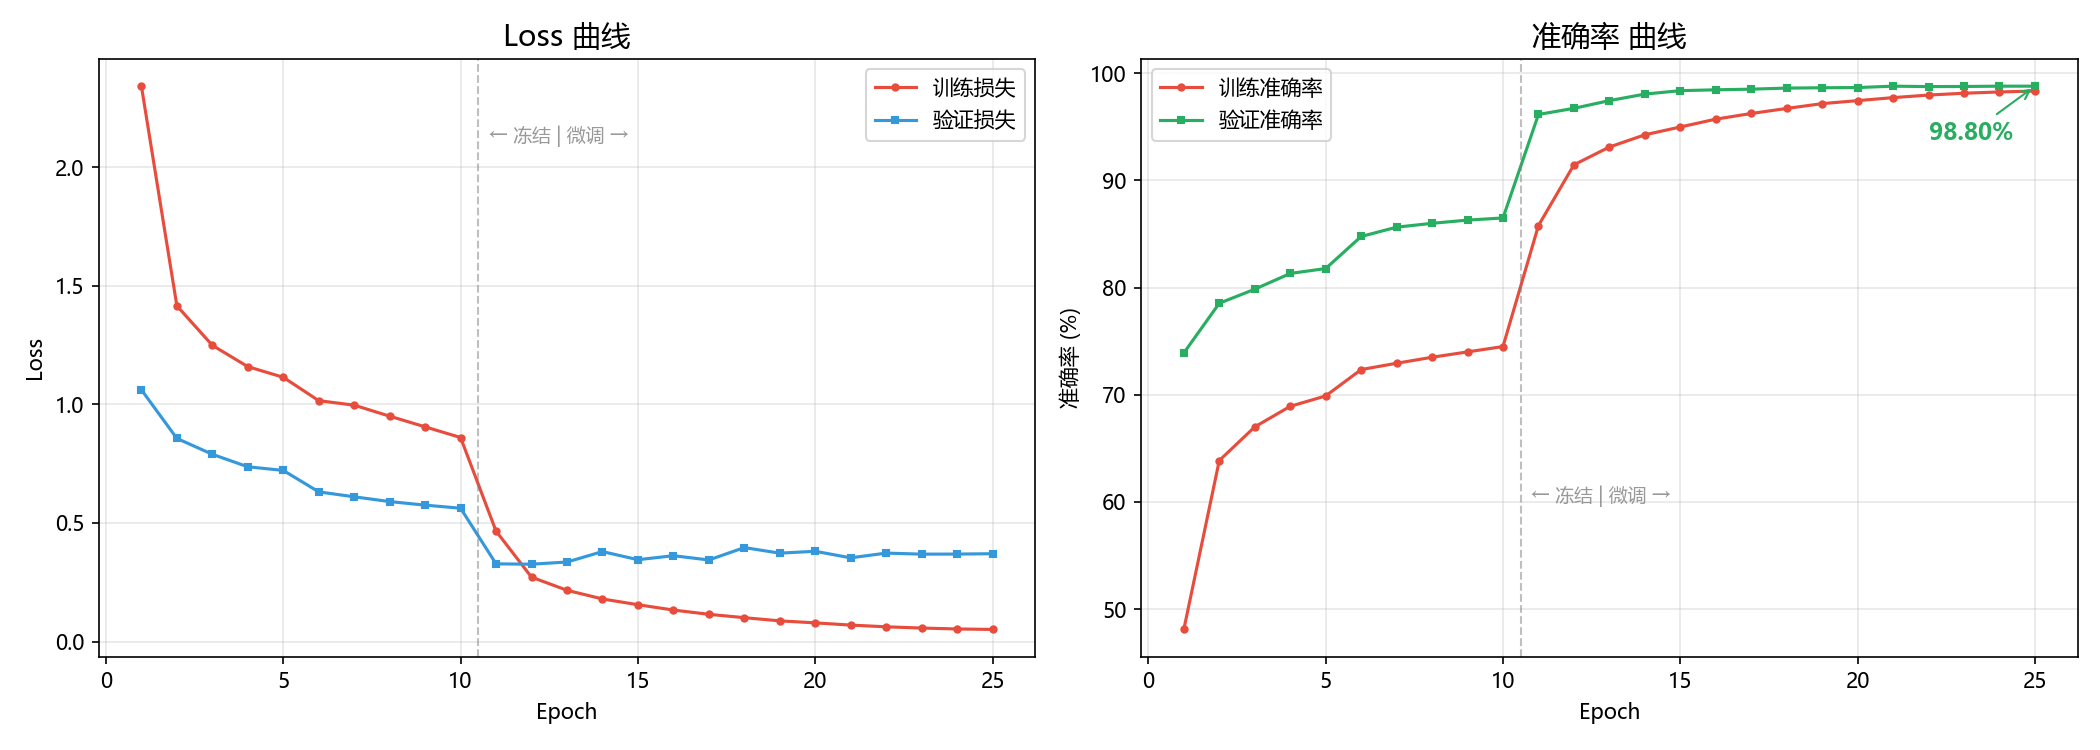 Loss 曲线
训练损失
验证损失
← 冻结 | 微调 →
Loss
2.0
1.5
1.0
0.5
0.0
0 5 10 15 20 25
Epoch
准确率 曲线
训练准确率
验证准确率
98.80%
← 冻结 | 微调 →
准确率 (%)
100
90
80
70
60
50
0 5 10 15 20 25
Epoch